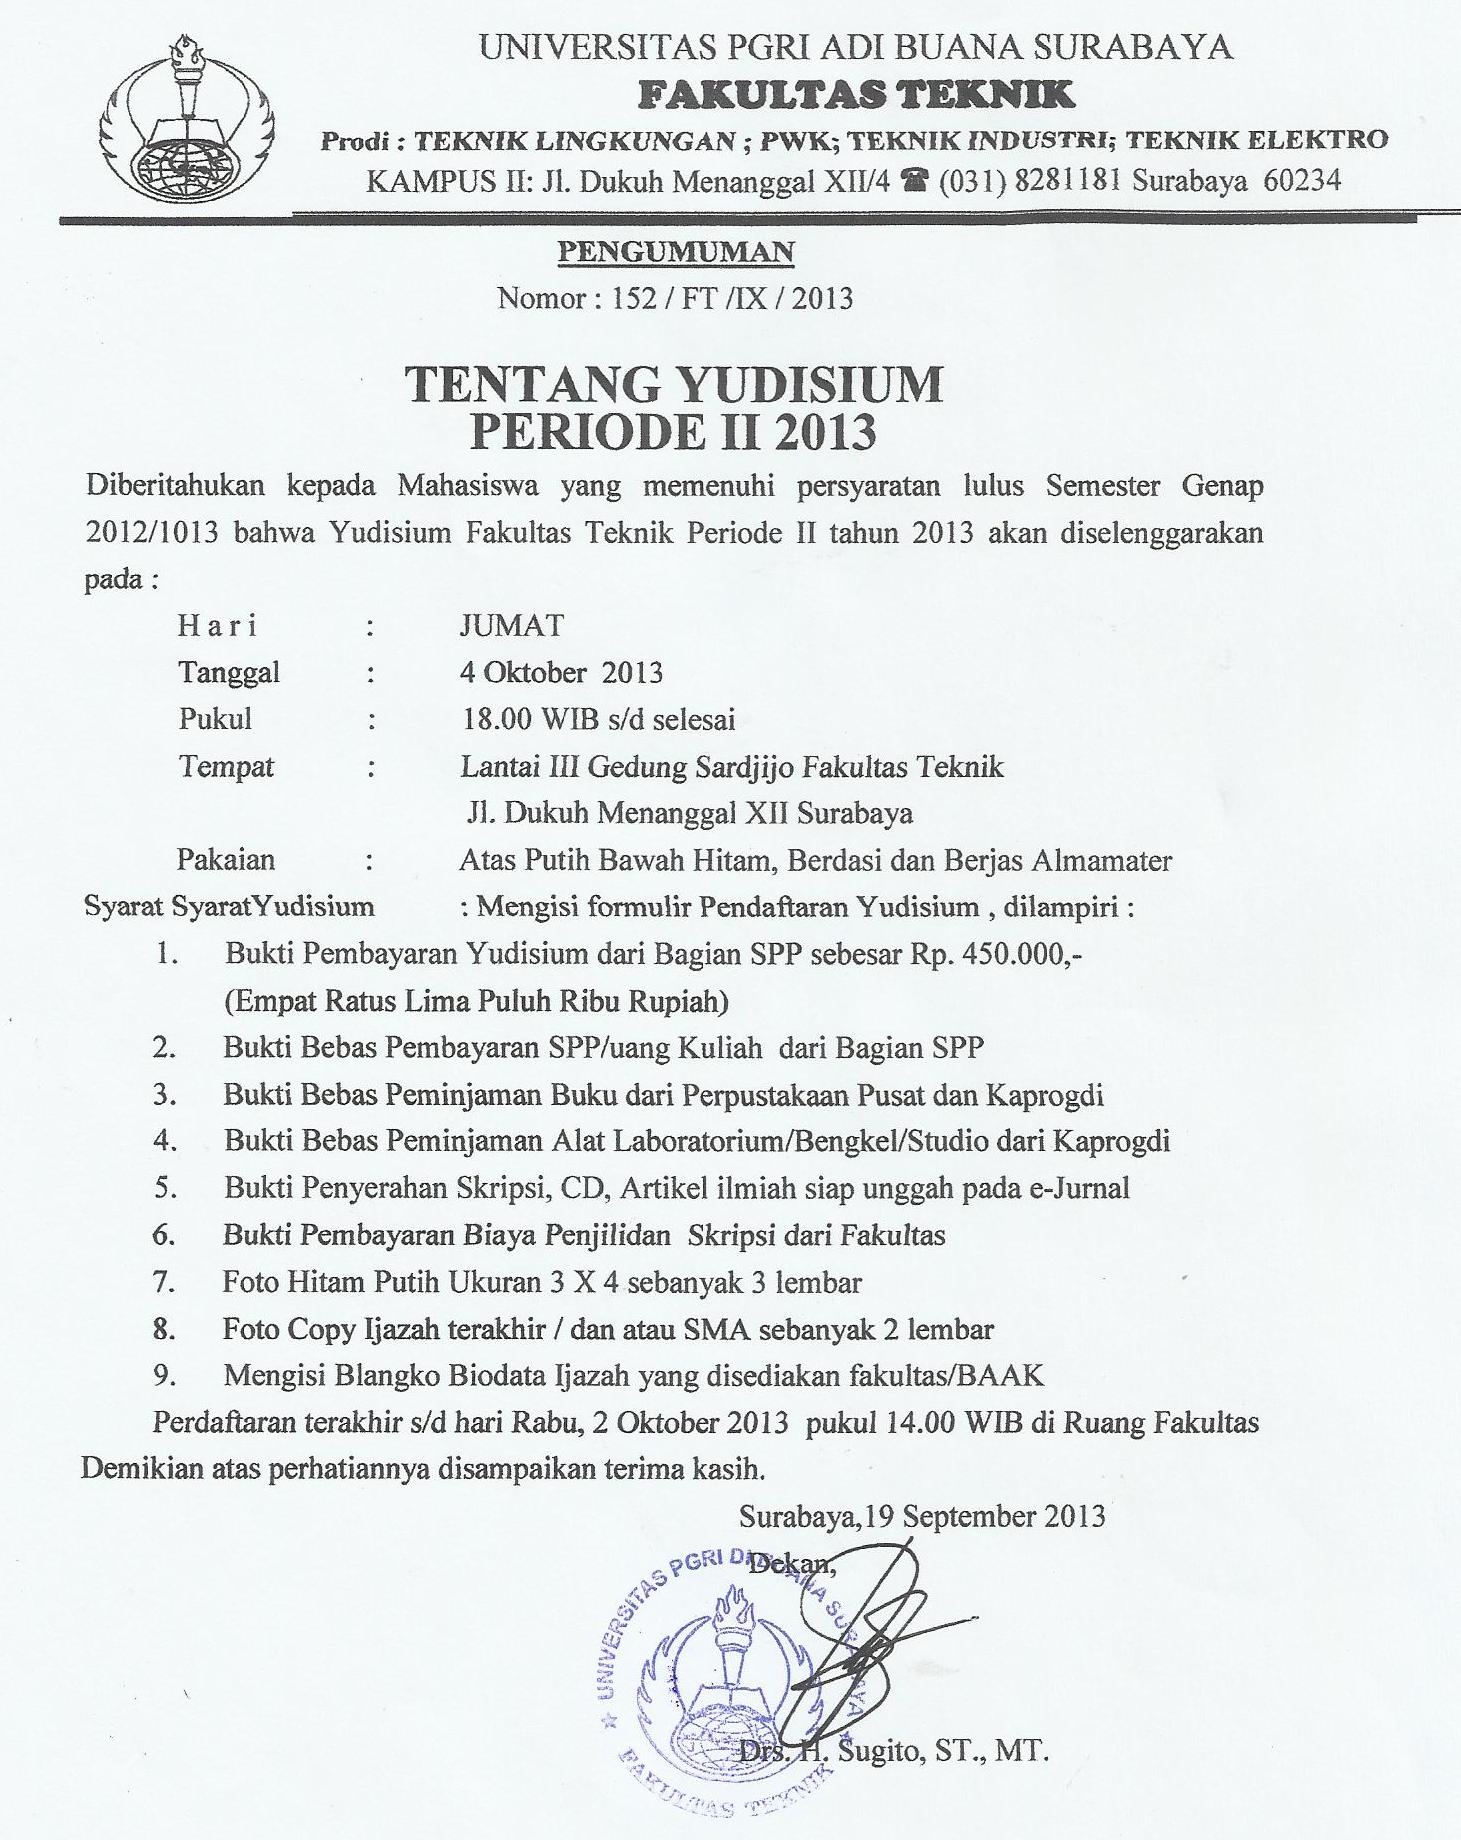 UNIVERSITAS PGRI ADI BUANA SURABAYA
FAKULTAS TEKNIK
Prodi : TEKNIK LINGKUNGAN ; PWK; TEKNIK INDUSTRI; TEKNIK ELEKTRO
KAMPUS II: Jl. Dukuh Menanggal XII/4 ☎ (031) 8281181 Surabaya 60234
PENGUMUMAN
Nomor : 152 / FT /IX / 2013
TENTANG YUDISIUM
PERIODE II 2013
Diberitahukan kepada Mahasiswa yang memenuhi persyaratan lulus Semester Genap
2012/1013 bahwa Yudisium Fakultas Teknik Periode II tahun 2013 akan diselenggarakan
pada :
H a r i : JUMAT
Tanggal : 4 Oktober 2013
Pukul : 18.00 WIB s/d selesai
Tempat : Lantai III Gedung Sardjijo Fakultas Teknik
Jl. Dukuh Menanggal XII Surabaya
Pakaian : Atas Putih Bawah Hitam, Berdasi dan Berjas Almamater
Syarat SyaratYudisium : Mengisi formulir Pendaftaran Yudisium , dilampiri :
1. Bukti Pembayaran Yudisium dari Bagian SPP sebesar Rp. 450.000,-
(Empat Ratus Lima Puluh Ribu Rupiah)
2. Bukti Bebas Pembayaran SPP/uang Kuliah dari Bagian SPP
3. Bukti Bebas Peminjaman Buku dari Perpustakaan Pusat dan Kaprogdi
4. Bukti Bebas Peminjaman Alat Laboratorium/Bengkel/Studio dari Kaprogdi
5. Bukti Penyerahan Skripsi, CD, Artikel ilmiah siap unggah pada e-Jurnal
6. Bukti Pembayaran Biaya Penjilidan Skripsi dari Fakultas
7. Foto Hitam Putih Ukuran 3 X 4 sebanyak 3 lembar
8. Foto Copy Ijazah terakhir / dan atau SMA sebanyak 2 lembar
9. Mengisi Blangko Biodata Ijazah yang disediakan fakultas/BAAK
Perdaftaran terakhir s/d hari Rabu, 2 Oktober 2013 pukul 14.00 WIB di Ruang Fakultas
Demikian atas perhatiannya disampaikan terima kasih.
Surabaya,19 September 2013
Dekan,
UNIVERSITAS PGRI SURABAYA
FAKULTAS TEKNIK
Drs. H. Sugito, ST., MT.